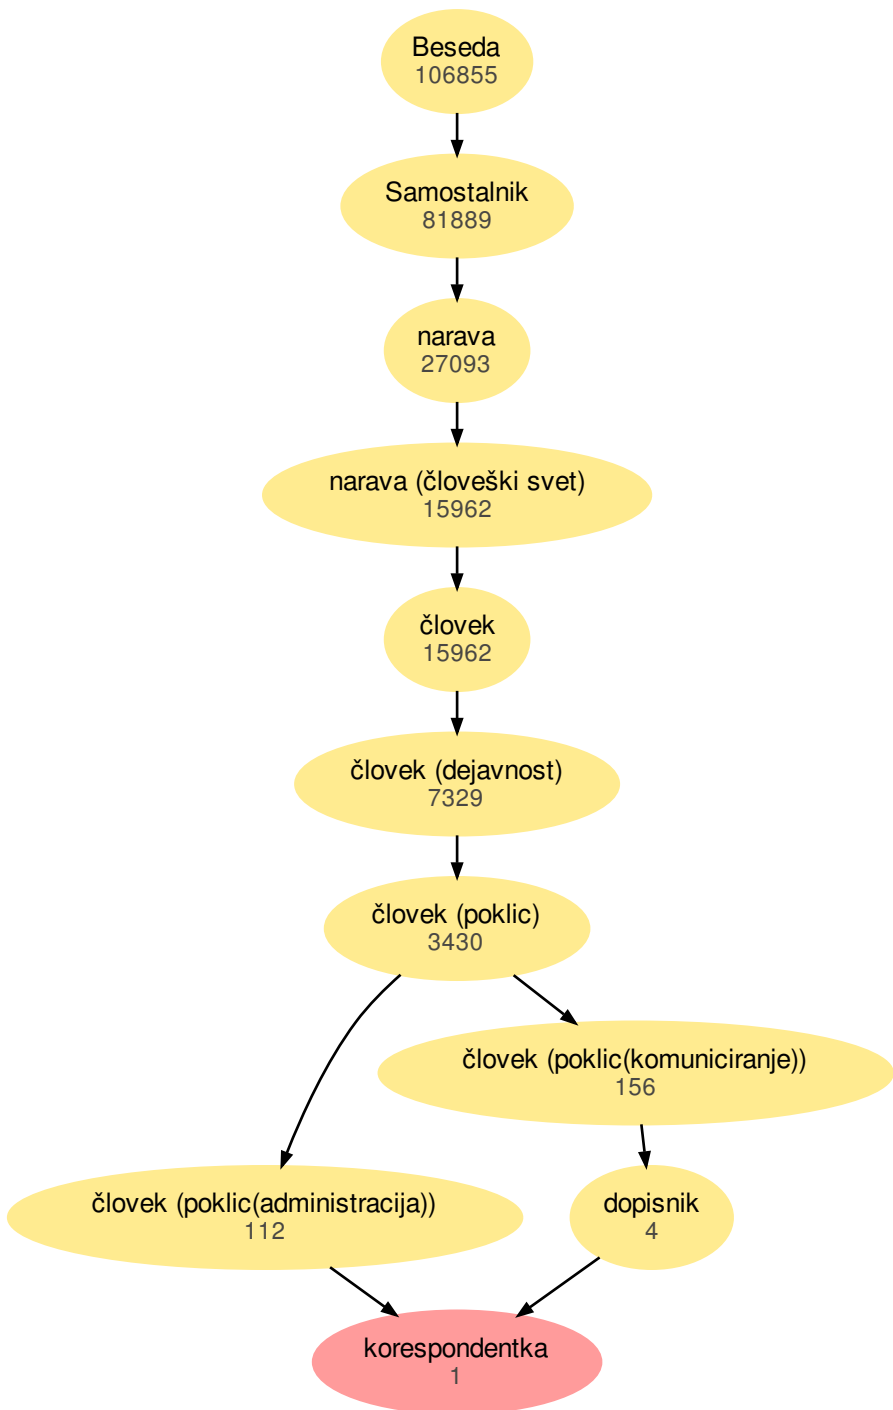 Beseda
106855
Samostalnik
81889
narava
27093
narava (človeški svet)
15962
človek
15962
človek (dejavnost)
7329
človek (poklic)
3430
človek (poklic(komuniciranje))
156
človek (poklic(administracija))
112
dopisnik
4
korespondentka
1